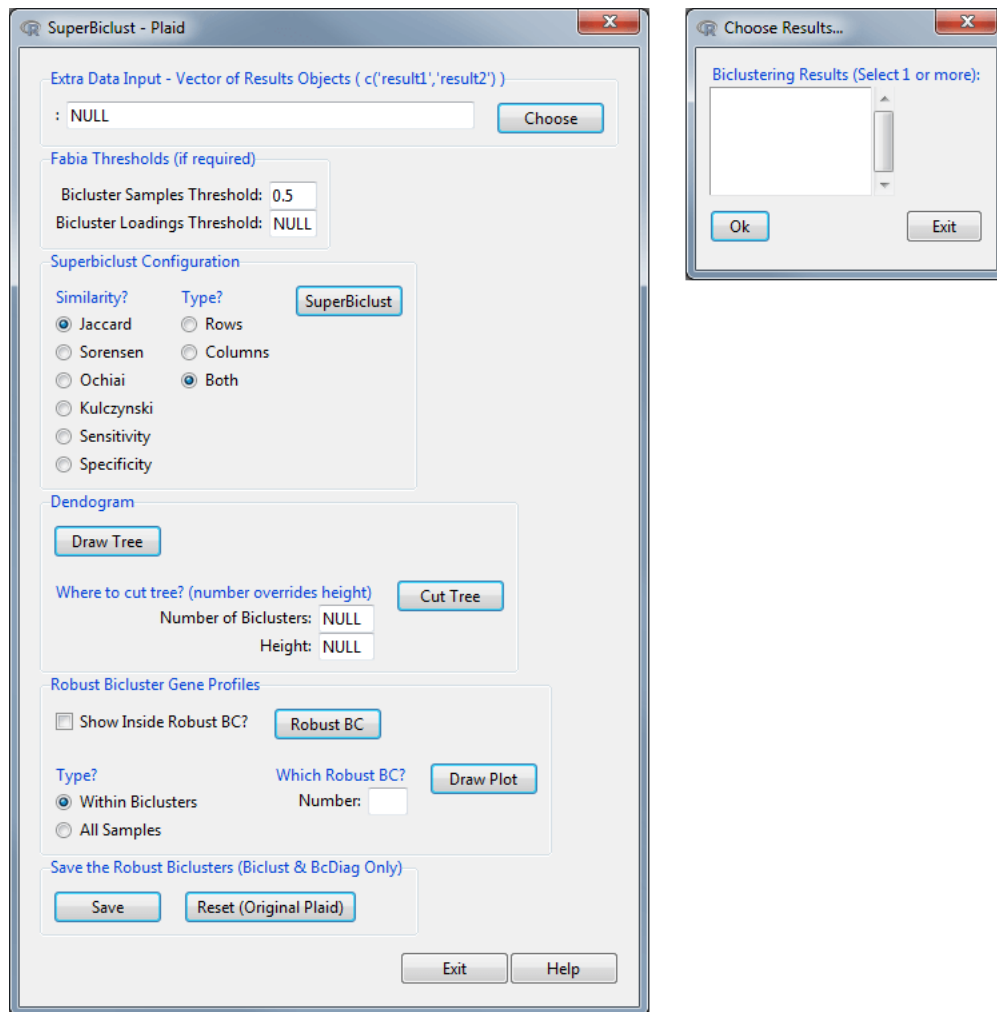 SuperBiclust - Plaid
Extra Data Input - Vector of Results Objects ( c('result1','result2') )
: NULL Choose
Fabia Thresholds (if required)
Bicluster Samples Threshold: 0.5
Bicluster Loadings Threshold: NULL
Superbiclust Configuration
Similarity? Type? SuperBiclust
Jaccard Rows
Sorensen Columns
Ochiai Both
Kulczynski
Sensitivity
Specificity
Dendogram
Draw Tree
Where to cut tree? (number overrides height) Cut Tree
Number of Biclusters: NULL
Height: NULL
Robust Bicluster Gene Profiles
Show Inside Robust BC? Robust BC
Type? Which Robust BC? Draw Plot
Within Biclusters Number:
All Samples
Save the Robust Biclusters (Biclust & BcDiag Only)
Save Reset (Original Plaid)
Exit Help
Choose Results...
Biclustering Results (Select 1 or more):
Ok Exit